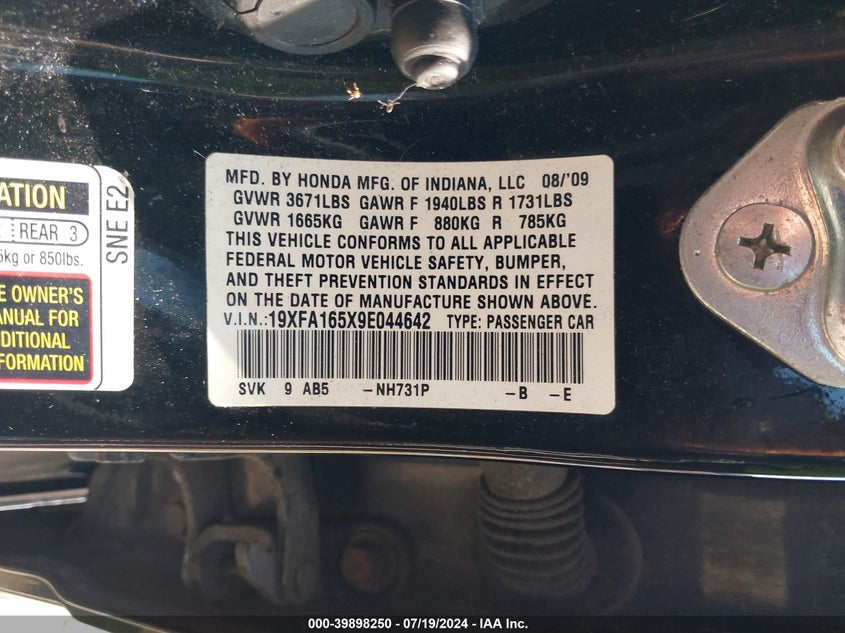 ATION
REAR 3
kg or 850lbs.
E OWNER'S
ANUAL FOR
DITIONAL
FORMATION
SNE E2
MFD. BY HONDA MFG. OF INDIANA, LLC 08/'09
GVWR 3671LBS GAWR F 1940LBS R 1731LBS
GVWR 1665KG GAWR F 880KG R 785KG
THIS VEHICLE CONFORMS TO ALL APPLICABLE
FEDERAL MOTOR VEHICLE SAFETY, BUMPER,
AND THEFT PREVENTION STANDARDS IN EFFECT
ON THE DATE OF MANUFACTURE SHOWN ABOVE.
V.I.N.:19XFA165X9E044642 TYPE: PASSENGER CAR
SVK 9 AB5 -NH731P -B -E
000-39898250 - 07/19/2024 - IAA Inc.